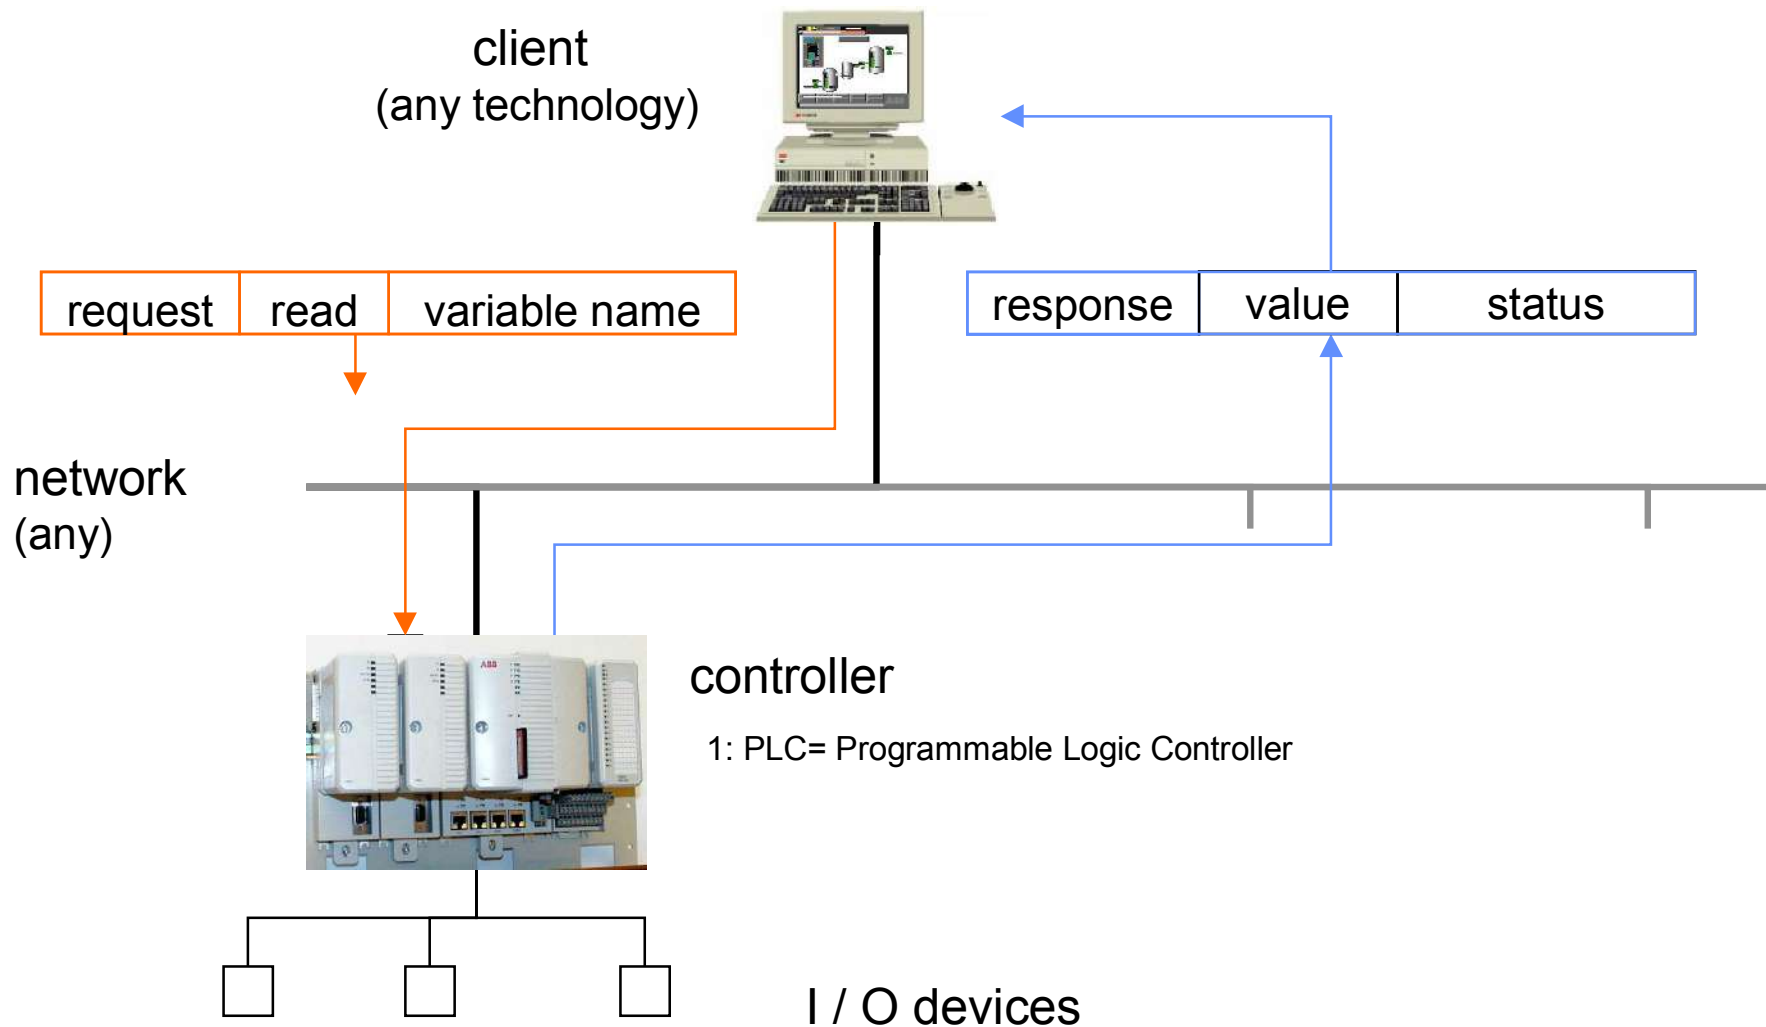 client
(any technology)
request read variable name
response value status
network
(any)
ABB
controller
1: PLC= Programmable Logic Controller
I / O devices